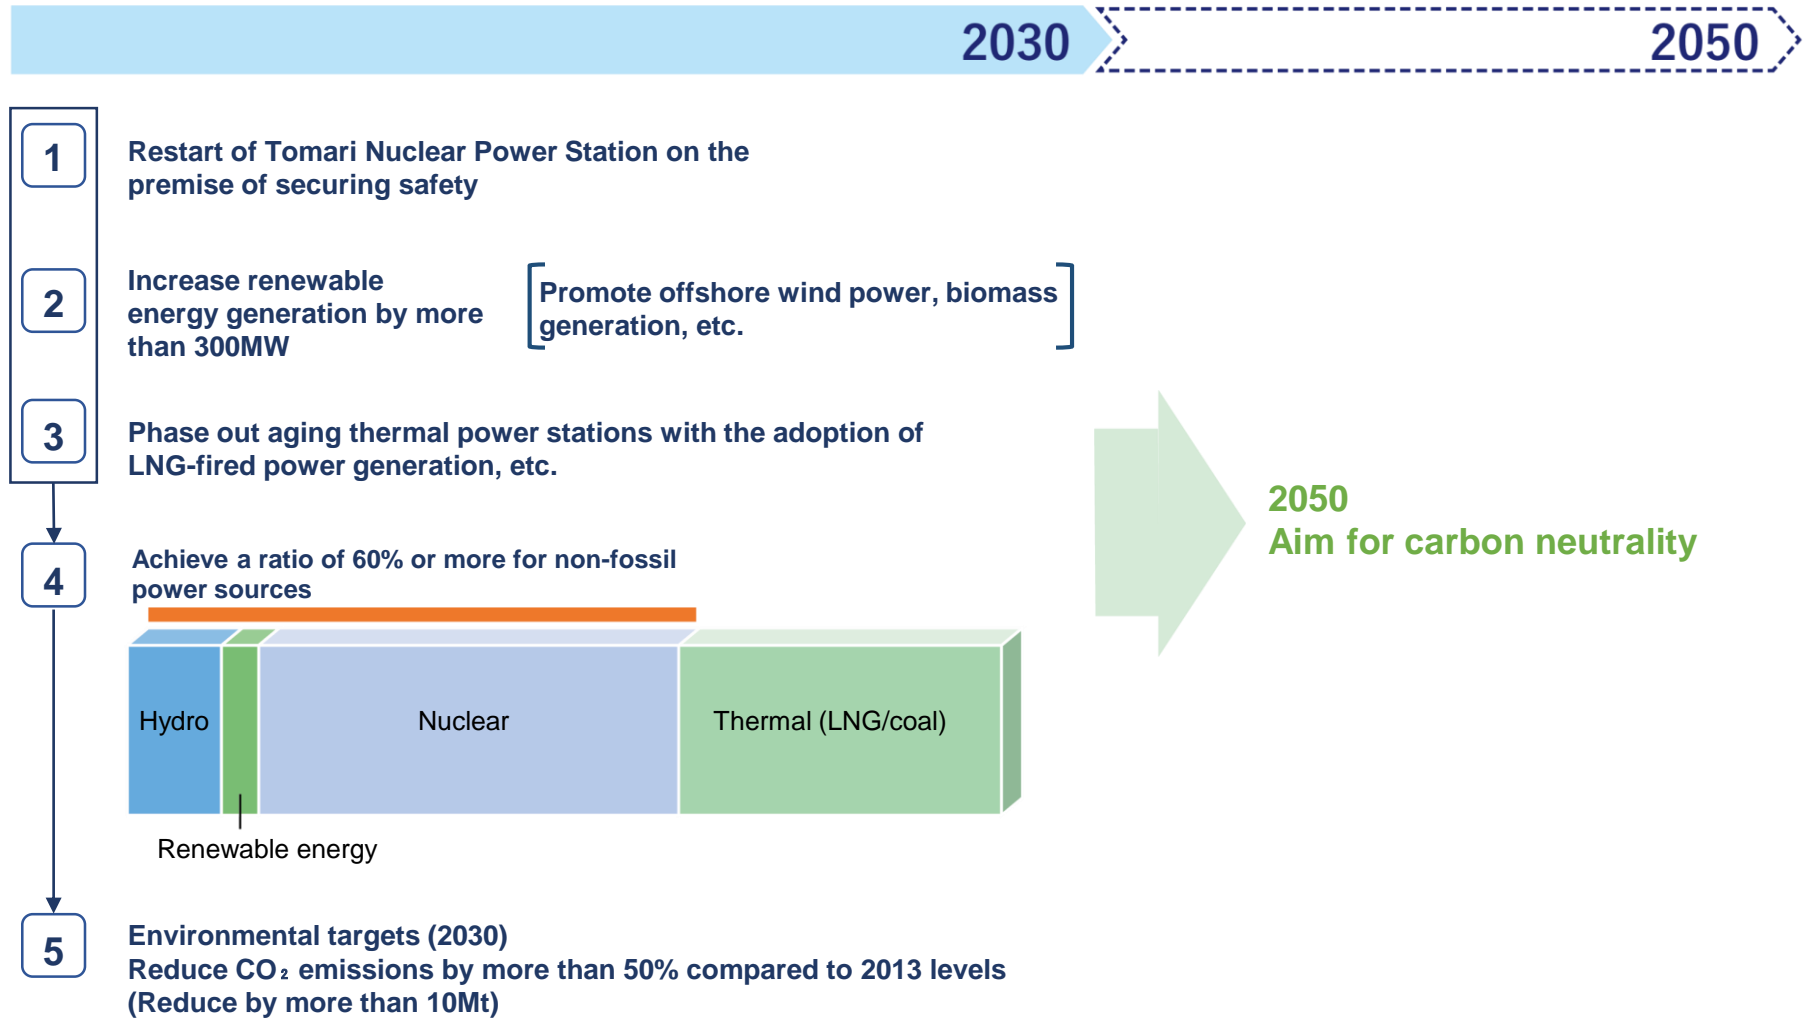 2030
2050
1
Restart of Tomari Nuclear Power Station on the
premise of securing safety
2
Increase renewable
energy generation by more
than 300MW
Promote offshore wind power, biomass
generation, etc.
3
Phase out aging thermal power stations with the adoption of
LNG-fired power generation, etc.
2050
Aim for carbon neutrality
4
Achieve a ratio of 60% or more for non-fossil
power sources
Hydro
Nuclear
Thermal (LNG/coal)
Renewable energy
5
Environmental targets (2030)
Reduce CO₂ emissions by more than 50% compared to 2013 levels
(Reduce by more than 10Mt)